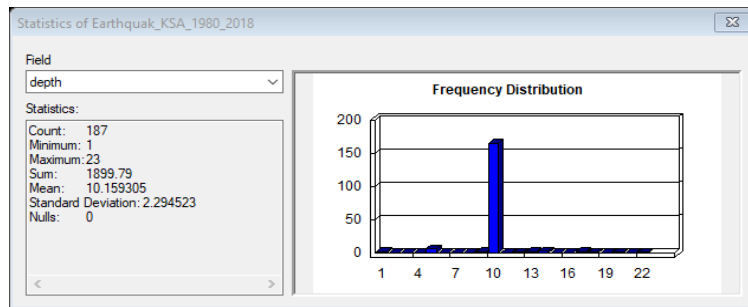 Statistics of Earthquak_KSA_1980_2018
Field
depth
Statistics:
Count: 187
Minimum: 1
Maximum: 23
Sum: 1899.79
Mean: 10.159305
Standard Deviation: 2.294523
Nulls: 0
Frequency Distribution
200
150
100
50
0
1 4 7 10 13 16 19 22